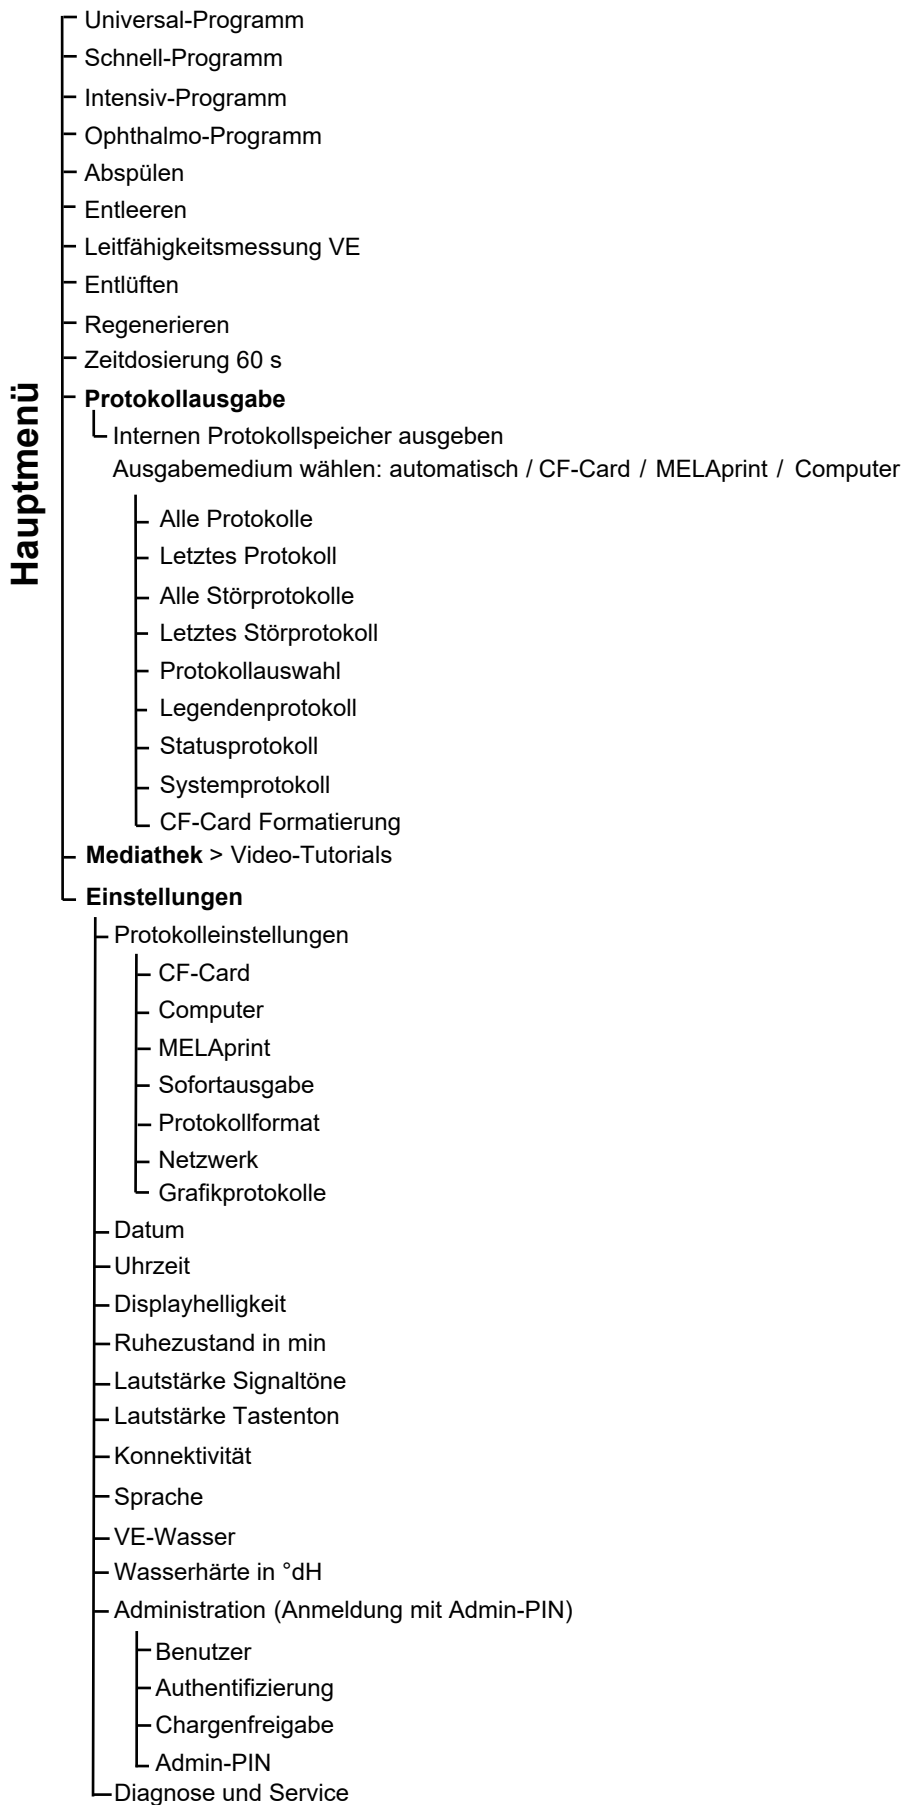 Hauptmenü
Universal-Programm
Schnell-Programm
Intensiv-Programm
Ophthalmo-Programm
Abspülen
Entleeren
Leitfähigkeitsmessung VE
Entlüften
Regenerieren
Zeitdosierung 60 s
Protokollausgabe
Internen Protokollspeicher ausgeben
Ausgabemedium wählen: automatisch / CF-Card / MELAprint / Computer
Alle Protokolle
Letztes Protokoll
Alle Störprotokolle
Letztes Störprotokoll
Protokollauswahl
Legendenprotokoll
Statusprotokoll
Systemprotokoll
CF-Card Formatierung
Mediathek > Video-Tutorials
Einstellungen
Protokolleinstellungen
CF-Card
Computer
MELAprint
Sofortausgabe
Protokollformat
Netzwerk
Grafikprotokolle
Datum
Uhrzeit
Displayhelligkeit
Ruhezustand in min
Lautstärke Signaltöne
Lautstärke Tastenton
Konnektivität
Sprache
VE-Wasser
Wasserhärte in °dH
Administration (Anmeldung mit Admin-PIN)
Benutzer
Authentifizierung
Chargenfreigabe
Admin-PIN
Diagnose und Service